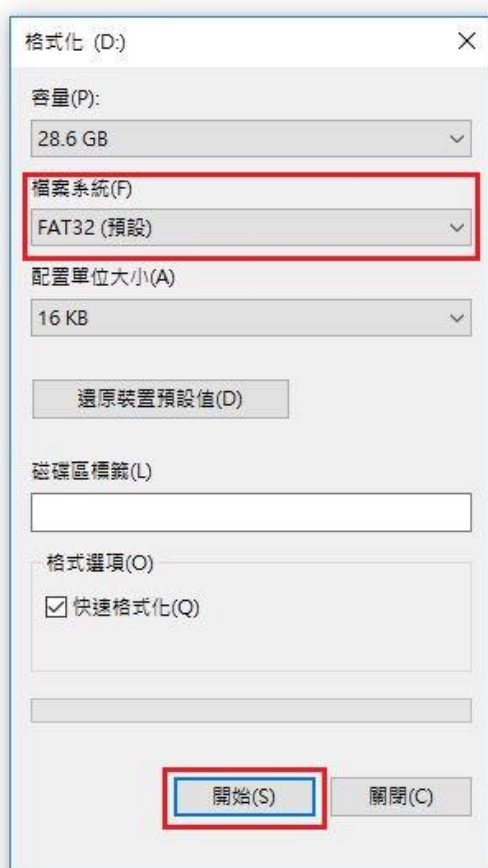 格式化 (D:)
容量(P):
28.6 GB
檔案系統(F)
FAT32 (預設)
配置單位大小(A)
16 KB
還原裝置預設值(D)
磁碟區標籤(L)
格式選項(O)
快速格式化(Q)
開始(S) 關閉(C)